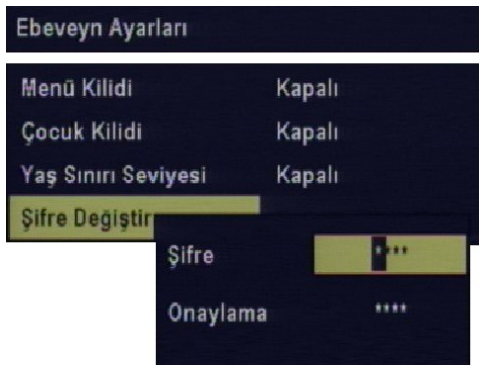 Ebeveyn Ayarları
Menü Kilidi Kapalı
Çocuk Kilidi Kapalı
Yaş Sınırı Seviyesi Kapalı
Şifre Değiştir
Şifre ****
Onaylama ****